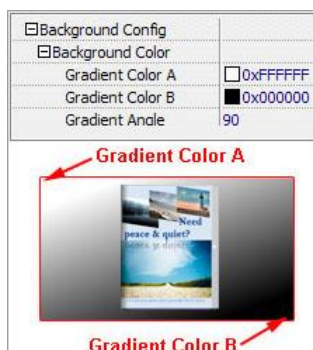 Background Config
Background Color
Gradient Color A
0xFFFFFF
Gradient Color B
0x000000
Gradient Angle
90
Gradient Color A
Need
peace & quiet?
Gradient Color B